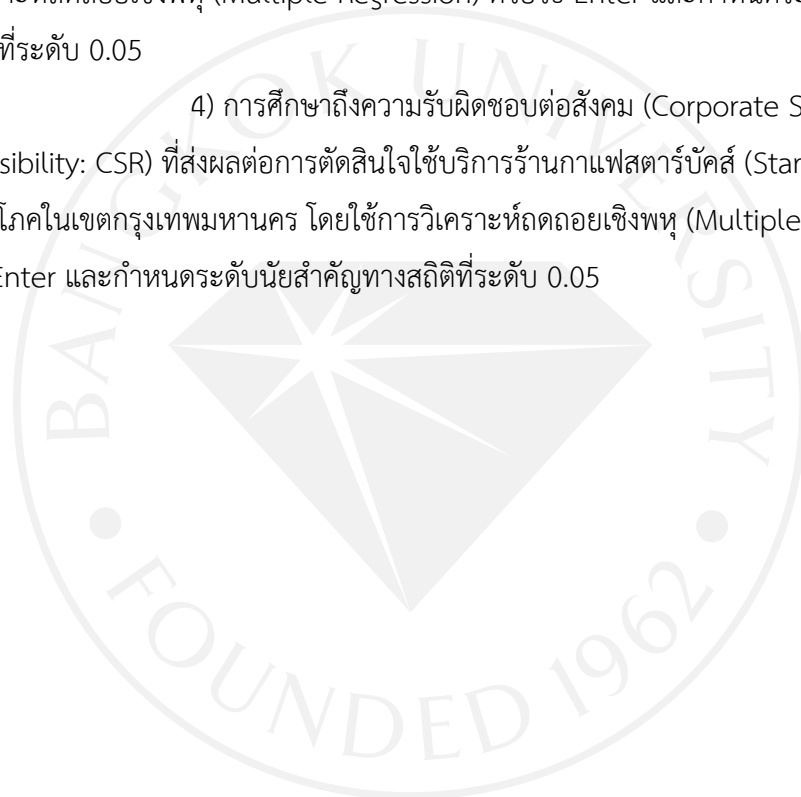 (Multiple Regression) ด้วยวิธี Enter
ที่ระดับ 0.05
4) การศึกษาถึงความรับผิดชอบต่อสังคม (Corporate S
sibility: CSR) ที่ส่งผลต่อการตัดสินใจใช้บริการร้านกาแฟสตาร์บัคส์ (Star
โภคในเขตกรุงเทพมหานคร โดยใช้การวิเคราะห์ถดถอยเชิงพหุ (Multiple
Enter และกำหนดระดับนัยสำคัญทางสถิติที่ระดับ 0.05
BANGKOK UNIVERSITY
FOUNDED 1962